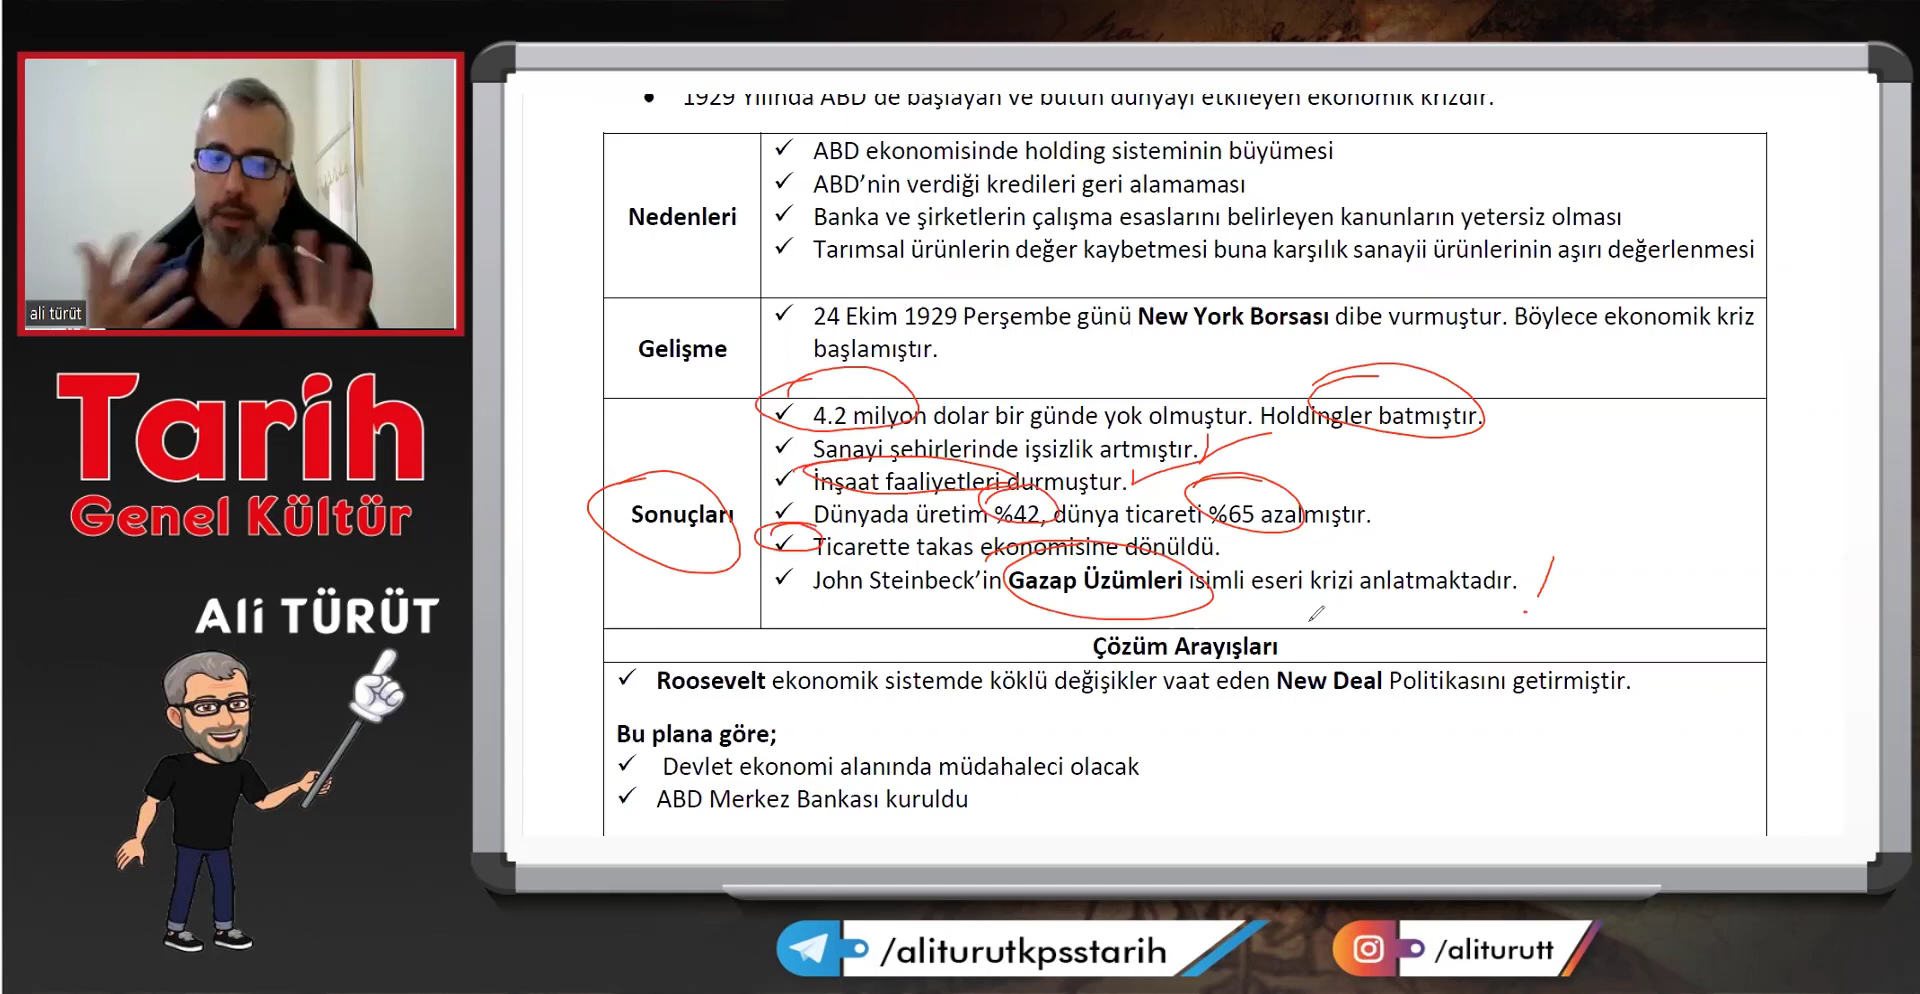 1929 Yılında ABD'de başlayan ve bütün dünyayı etkileyen ekonomik krizdir.
Nedenleri
ABD ekonomisinde holding sisteminin büyümesi
ABD'nin verdiği kredileri geri alamaması
Banka ve şirketlerin çalışma esaslarını belirleyen kanunların yetersiz olması
Tarımsal ürünlerin değer kaybetmesi buna karşılık sanayii ürünlerinin aşırı değerlenmesi
Gelişme
24 Ekim 1929 Perşembe günü New York Borsası dibe vurmuştur. Böylece ekonomik kriz
başlamıştır.
Sonuçları
4.2 milyon dolar bir günde yok olmuştur. Holdingler batmıştır.
Sanayi şehirlerinde işsizlik artmıştır.
İnşaat faaliyetleri durmuştur.
Dünyada üretim %42, dünya ticareti %65 azalmıştır.
Ticarette takas ekonomisine dönüldü.
John Steinbeck'in Gazap Üzümleri isimli eseri krizi anlatmaktadır.
Çözüm Arayışları
Roosevelt ekonomik sistemde köklü değişikler vaat eden New Deal Politikasını getirmiştir.
Bu plana göre;
Devlet ekonomi alanında müdahaleci olacak
ABD Merkez Bankası kuruldu
ali türüt
Tarih
Genel Kültür
Ali TÜRÜT
/aliturutkpsstarih
/aliturutt